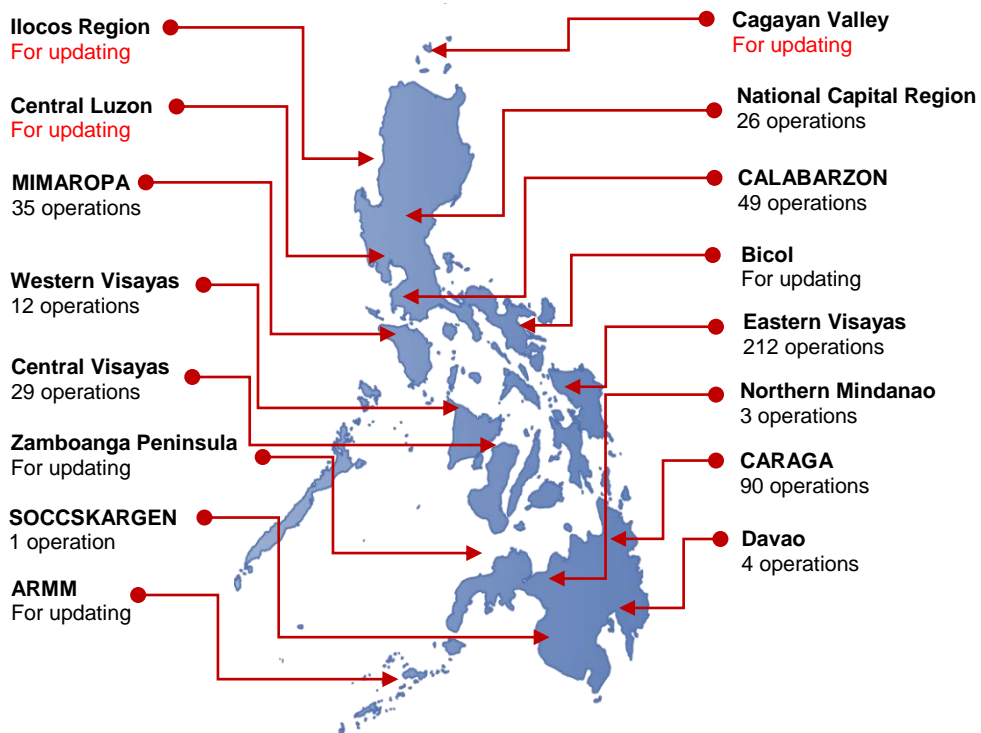 Ilocos Region
For updating
Central Luzon
For updating
MIMAROPA
35 operations
Western Visayas
12 operations
Central Visayas
29 operations
Zamboanga Peninsula
For updating
SOCCSKARGEN
1 operation
ARMM
For updating
Cagayan Valley
For updating
National Capital Region
26 operations
CALABARZON
49 operations
Bicol
For updating
Eastern Visayas
212 operations
Northern Mindanao
3 operations
CARAGA
90 operations
Davao
4 operations